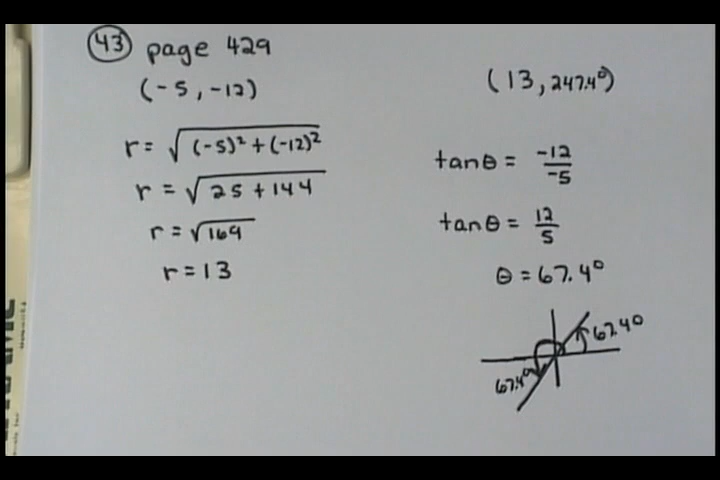 43 page 429
(-5, -12)
r = √(-5)² + (-12)²
r = √25 + 144
r = √169
r = 13
(13, 247.4°)
tanθ = -12/-5
tanθ = 12/5
θ = 67.4°
67.4°
67.4°